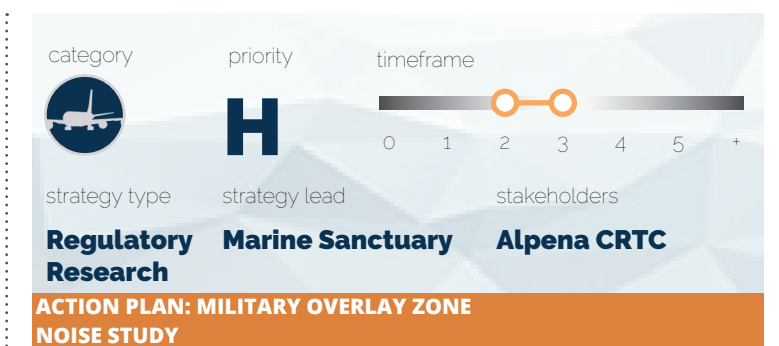 category priority timeframe
H
0 1 2 3 4 5 +
strategy type strategy lead stakeholders
Regulatory Marine Sanctuary Alpena CRTC
Research
ACTION PLAN: MILITARY OVERLAY ZONE
NOISE STUDY